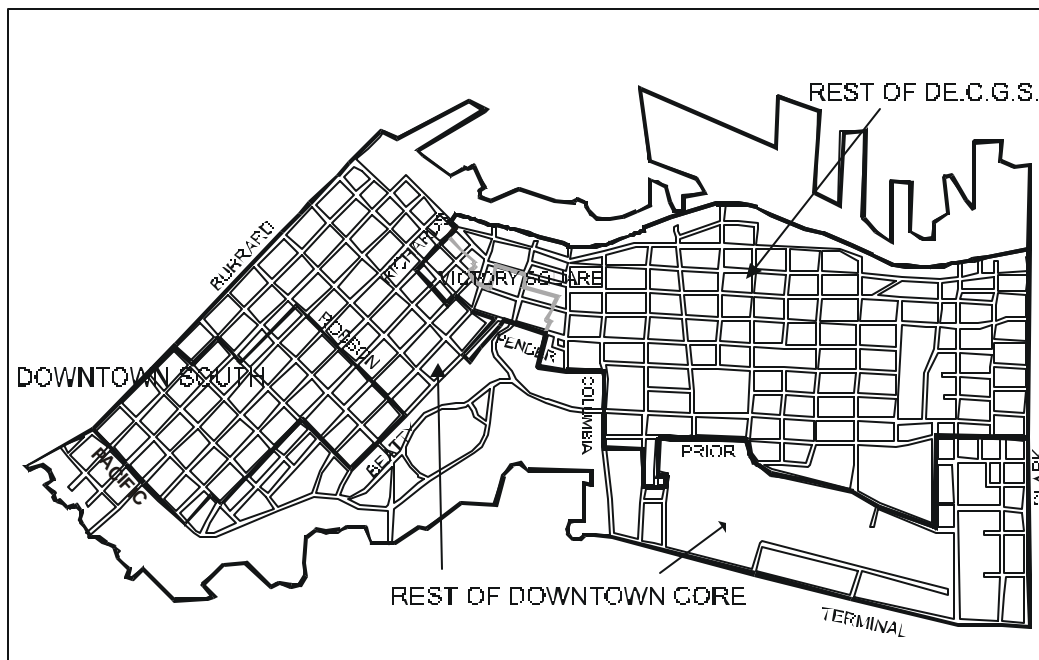 REST OF DE.C.G.S.
BURRARD
RICHARDS
VICTORY SQUARE
ROBSON
PENDER
DOWNTOWN SOUTH
COLUMBIA
BEATTY
PRIOR
PACIFIC
REST OF DOWNTOWN CORE
TERMINAL